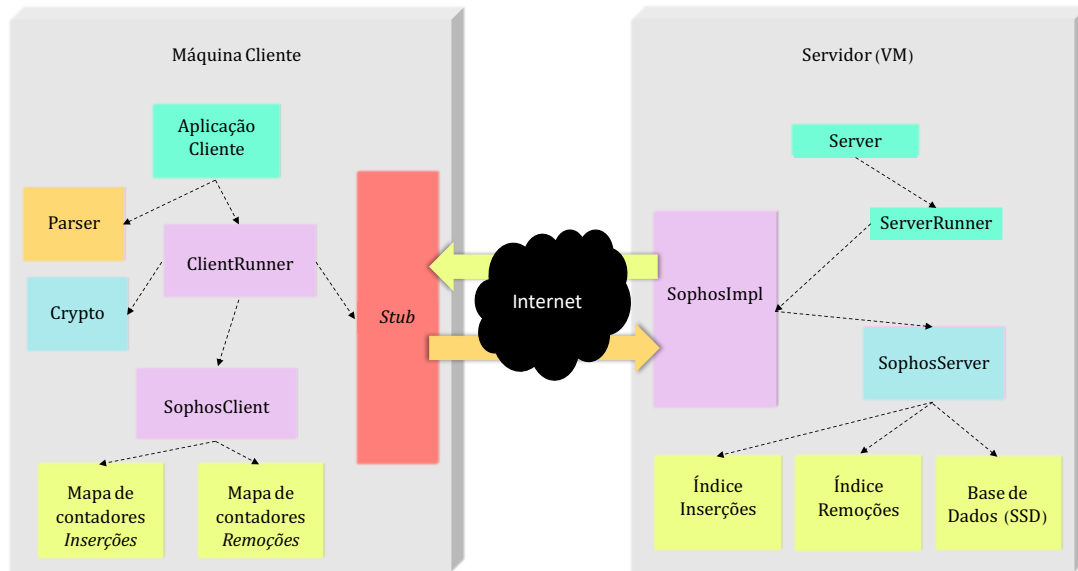 Máquina Cliente
Aplicação
Cliente
Parser
ClientRunner
Crypto
Stub
SophosClient
Mapa de
contadores
Inserções
Mapa de
contadores
Remoções
Internet
Servidor (VM)
Server
ServerRunner
SophosImpl
SophosServer
Índice
Inserções
Índice
Remoções
Base de
Dados (SSD)